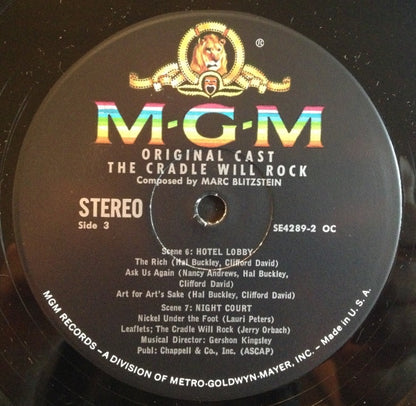 ®
M·G·M
ORIGINAL CAST
THE CRADLE WILL ROCK
Composed by MARC BLITZSTEIN
STEREO
Side 3
SE4289-2 OC
Scene 6: HOTEL LOBBY
The Rich (Hal Buckley, Clifford David)
Ask Us Again (Nancy Andrews, Hal Buckley,
Clifford David)
Art for Art's Sake (Hal Buckley, Clifford David)
Scene 7: NIGHT COURT
Nickel Under the Foot (Lauri Peters)
Leaflets; The Cradle Will Rock (Jerry Orbach)
Musical Director: Gershon Kingsley
Publ: Chappell & Co., Inc. (ASCAP)
MGM RECORDS – A DIVISION OF METRO-GOLDWYN-MAYER, INC. – Made in U.S.A.